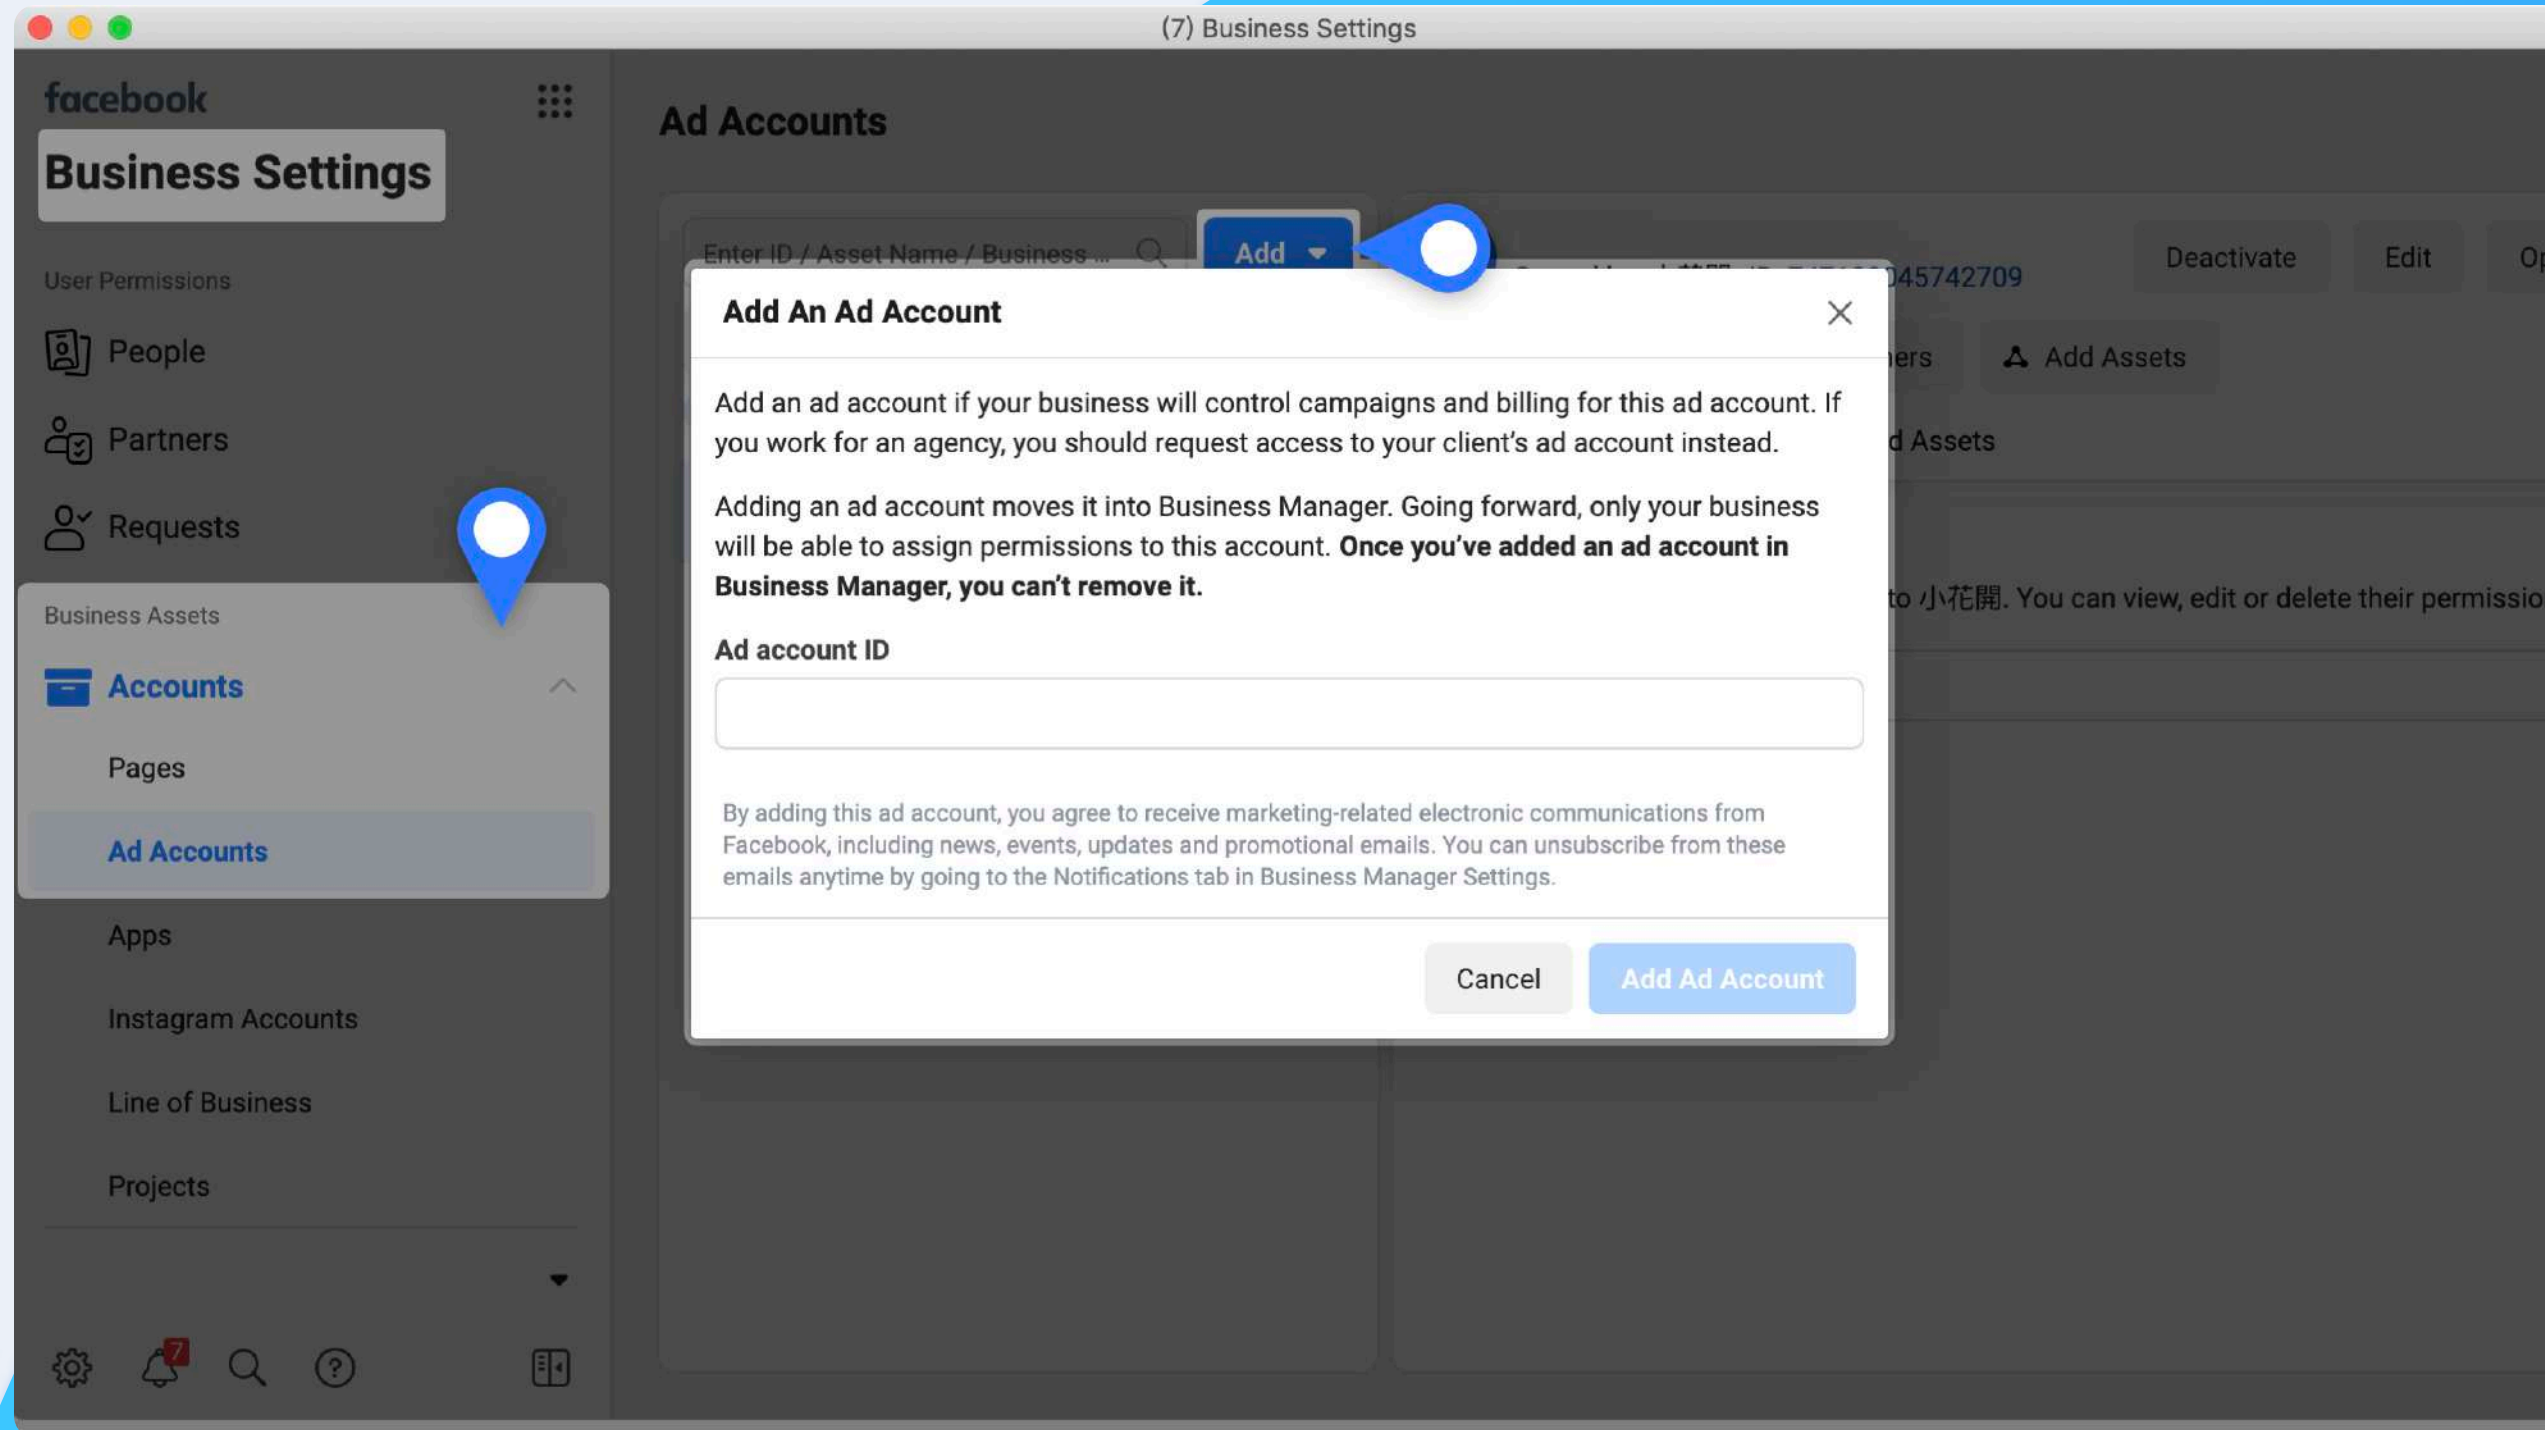 (7) Business Settings
facebook
Business Settings
User Permissions
People
Partners
Requests
Business Assets
Accounts
Pages
Ad Accounts
Apps
Instagram Accounts
Line of Business
Projects
7
Ad Accounts
Enter ID / Asset Name / Business ...
Add
45742709
Deactivate
Edit
Add Assets
Assets
to 小花開. You can view, edit or delete their
Add An Ad Account
Add an ad account if your business will control campaigns and billing for this ad account. If
you work for an agency, you should request access to your client's ad account instead.
Adding an ad account moves it into Business Manager. Going forward, only your business
will be able to assign permissions to this account. Once you've added an ad account in
Business Manager, you can't remove it.
Ad account ID
By adding this ad account, you agree to receive marketing-related electronic communications from
Facebook, including news, events, updates and promotional emails. You can unsubscribe from these
emails anytime by going to the Notifications tab in Business Manager Settings.
Cancel
Add Ad Account